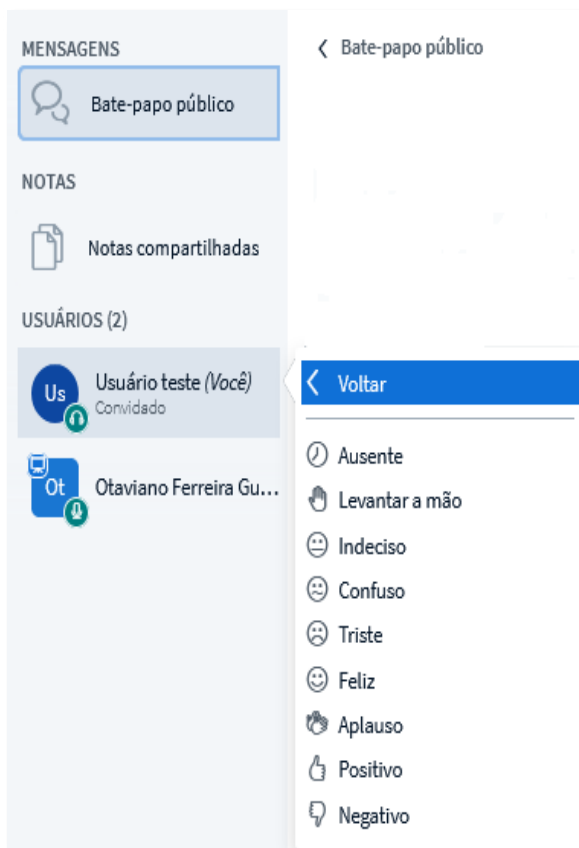 MENSAGENS
Bate-papo público
NOTAS
Notas compartilhadas
USUÁRIOS (2)
Us
Usuário teste (Você)
Convidado
Ot
Otaviano Ferreira Gu...
Bate-papo público
Voltar
Ausente
Levantar a mão
Indeciso
Confuso
Triste
Feliz
Aplauso
Positivo
Negativo